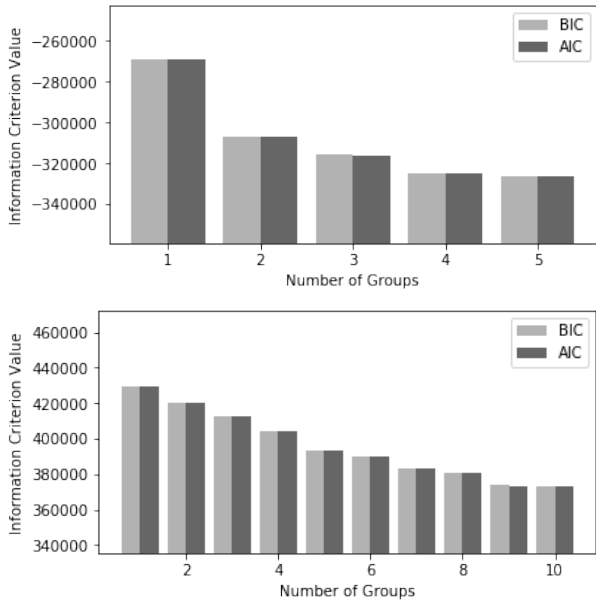 BIC
AIC
Information Criterion Value
−260000
−280000
−300000
−320000
−340000
1 2 3 4 5
Number of Groups
BIC
AIC
Information Criterion Value
460000
440000
420000
400000
380000
360000
340000
2 4 6 8 10
Number of Groups